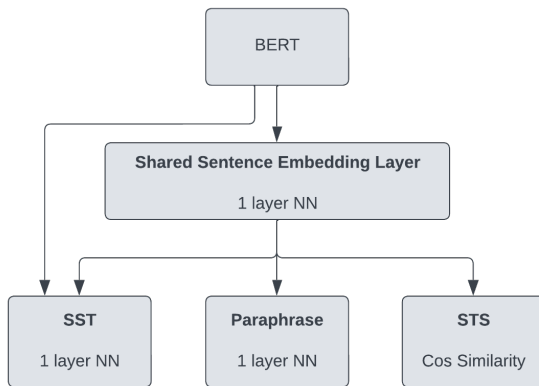 BERT
Shared Sentence Embedding Layer
1 layer NN
SST
1 layer NN
Paraphrase
1 layer NN
STS
Cos Similarity